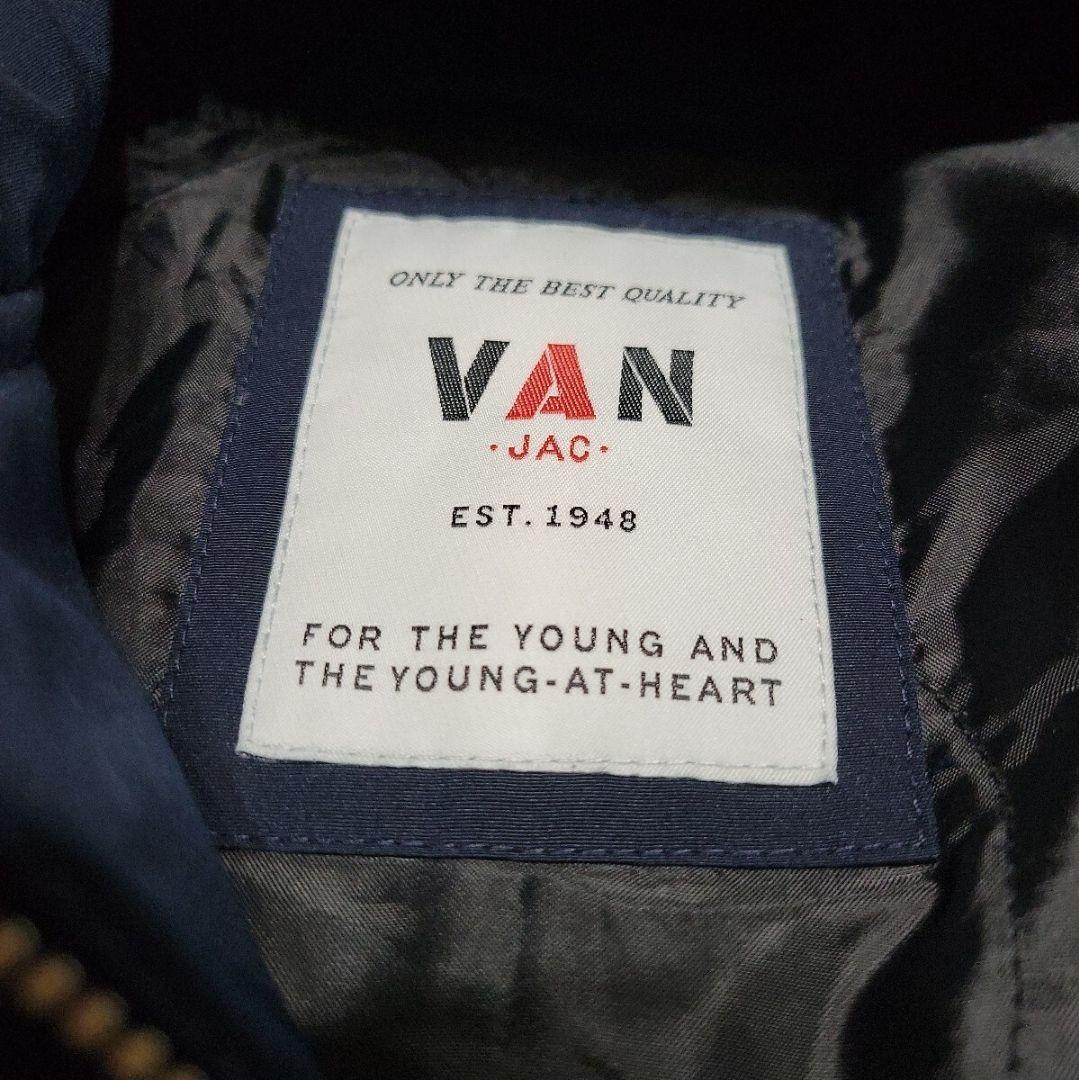 ONLY THE BEST QUALITY
VAN
·JAC·
EST. 1948
FOR THE YOUNG AND
THE YOUNG-AT-HEART